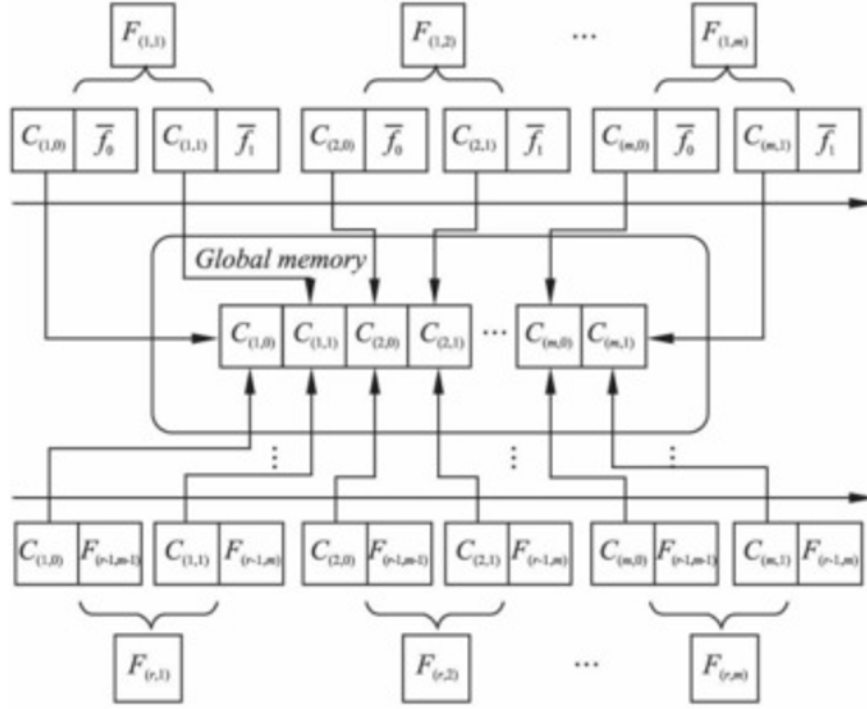 F(1,1) F(1,2) ... F(1,m)
C(1,0) f̅0 C(1,1) f̅1 C(2,0) f̅0 C(2,1) f̅1 C(m,0) f̅0 C(m,1) f̅1
Global memory
C(1,0) C(1,1) C(2,0) C(2,1) ... C(m,0) C(m,1)
C(1,0) F(r-1,m-1) C(1,1) F(r-1,m) C(2,0) F(r-1,m-1) C(2,1) F(r-1,m) C(m,0) F(r-1,m-1) C(m,1) F(r-1,m)
F(r,1) F(r,2) ... F(r,m)